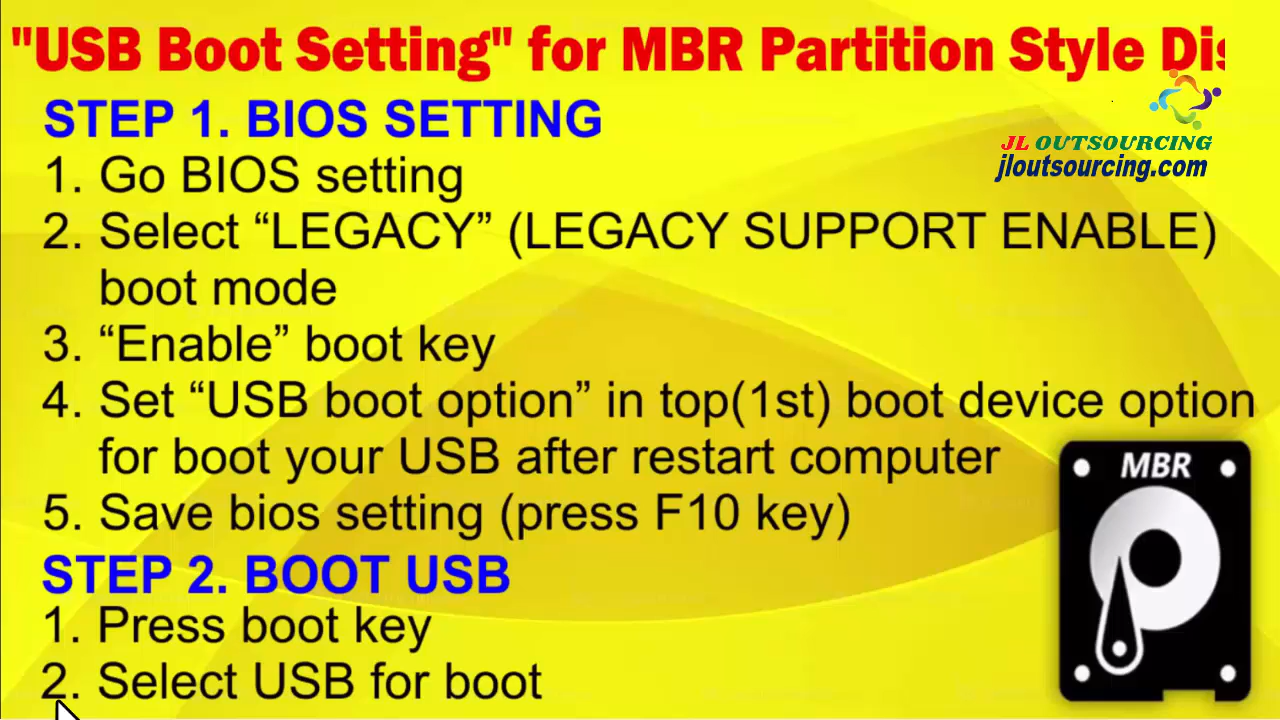 "USB Boot Setting" for MBR Partition Style Dis
STEP 1. BIOS SETTING
JL OUTSOURCING
jloutsourcing.com
1. Go BIOS setting
2. Select “LEGACY” (LEGACY SUPPORT ENABLE)
boot mode
3. “Enable” boot key
4. Set “USB boot option” in top(1st) boot device option
for boot your USB after restart computer
MBR
5. Save bios setting (press F10 key)
STEP 2. BOOT USB
1. Press boot key
2. Select USB for boot